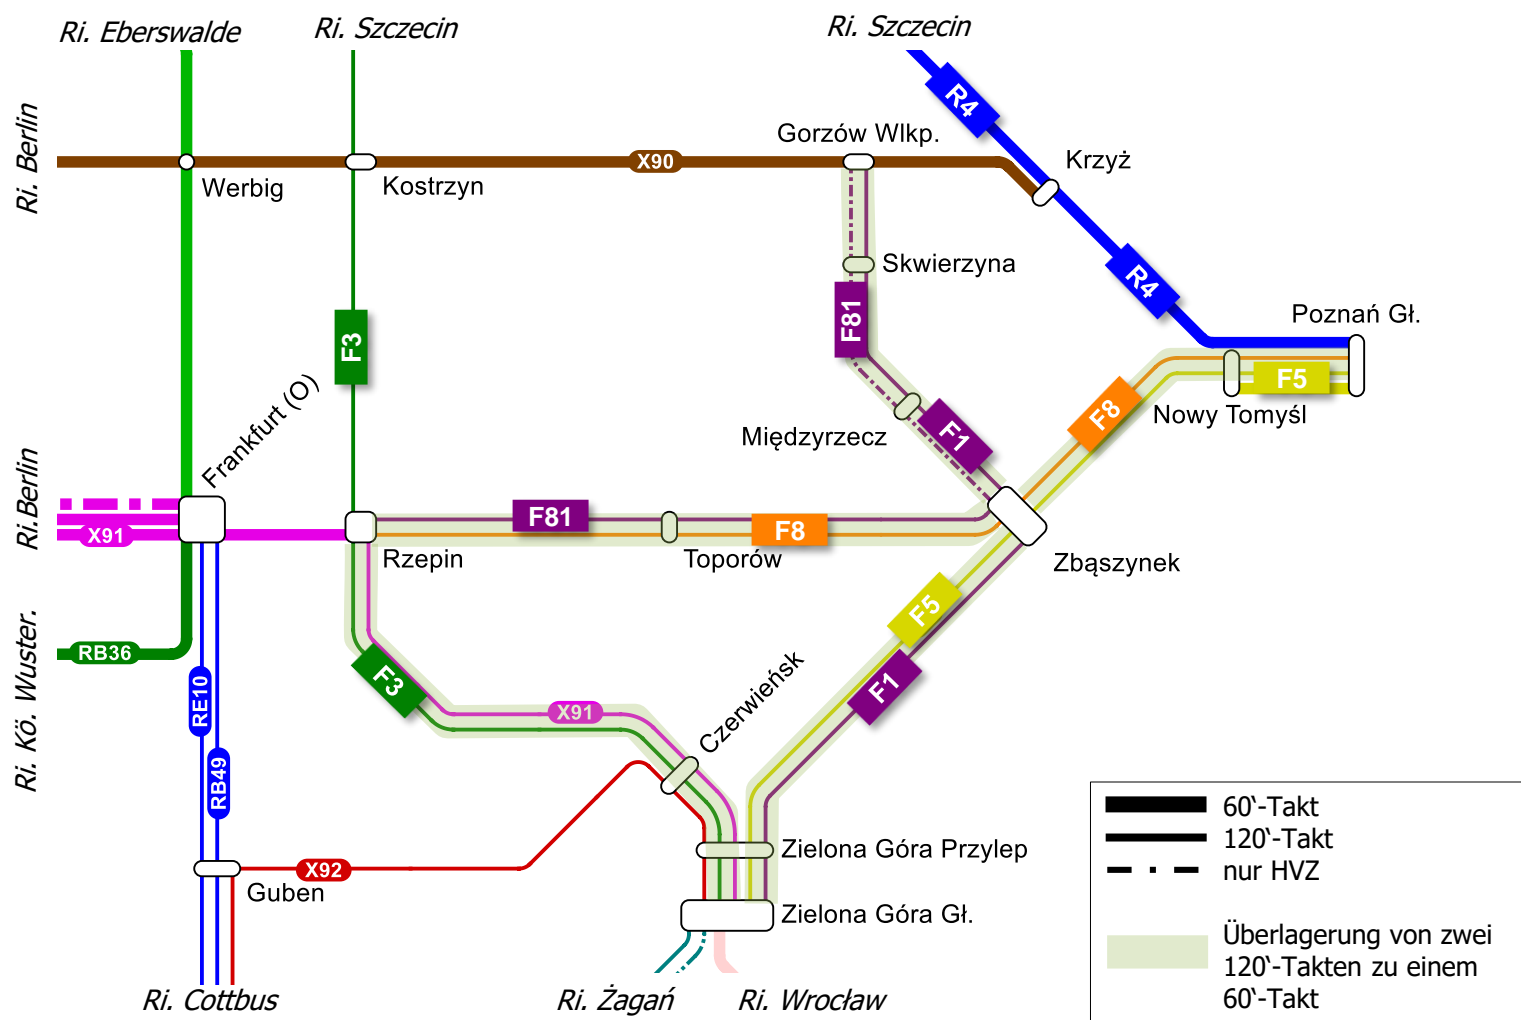 Ri. Eberswalde
Ri. Szczecin
Ri. Szczecin
R4
Ri. Berlin
Gorzów Wlkp.
X90
Krzyż
Werbig
Kostrzyn
Skwierzyna
R4
F81
Poznań Gł.
F3
F5
Frankfurt (O)
F8
Nowy Tomyśl
Międzyrzecz
F1
Ri.Berlin
X91
F81
F8
Rzepin
Toporów
Zbąszynek
F5
Ri. Kö. Wuster.
RB36
F3
F1
RE10
X91
Czerwieńsk
RB49
Zielona Góra Przylep
X92
Guben
Zielona Góra Gł.
Ri. Cottbus
Ri. Żagań
Ri. Wrocław
60‘-Takt
120‘-Takt
nur HVZ
Überlagerung von zwei
120‘-Takten zu einem
60‘-Takt